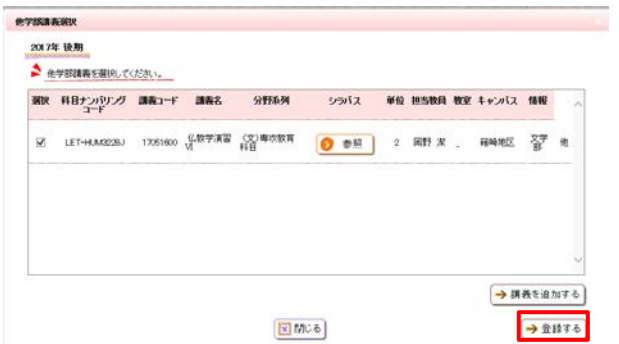 他学部講義選択
2017年 後期
他学部講義を選択してください。
選択 科目ナンバリングコード 講義コード 講義名 分野系列 シラバス 単位 担当教員 教室 キャンパス 情報
LET-HUM3228J 17051600 仏教学演習VI (文)専攻教育科目 参照 2 岡野 潔 - 箱崎地区 文学部 他
講義を追加する
閉じる
登録する